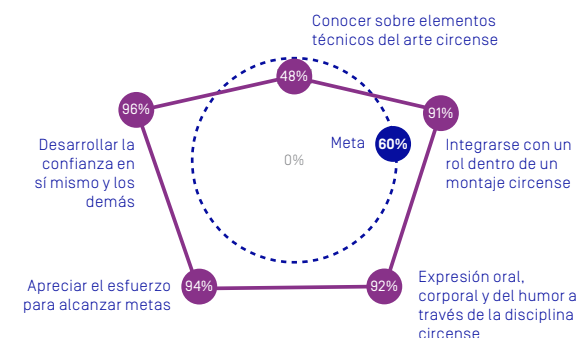 Conocer sobre elementos
técnicos del arte circense
48%
96%
91%
Meta 60%
0%
Desarrollar la
confianza en
sí mismo y los
demás
Integrarse con un
rol dentro de un
montaje circense
Apreciar el esfuerzo
para alcanzar metas
94%
92%
Expresión oral,
corporal y del humor a
través de la disciplina
circense